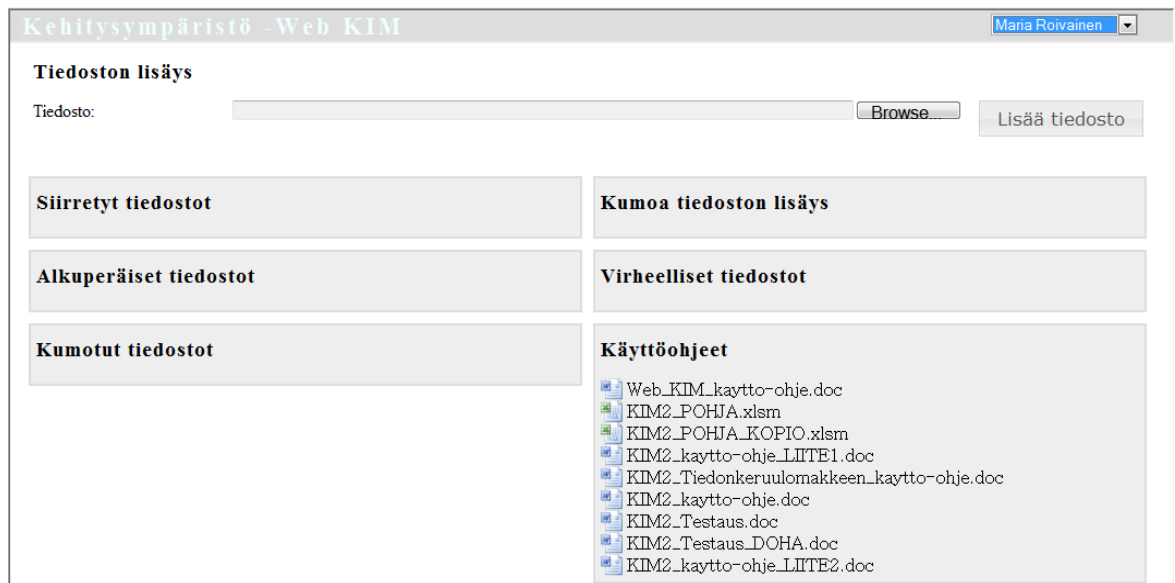 Kehitysympäristö -Web KIM
Maria Roivainen
Tiedoston lisäys
Tiedosto:
Browse...
Lisää tiedosto
Siirretyt tiedostot
Kumoa tiedoston lisäys
Alkuperäiset tiedostot
Virheelliset tiedostot
Kumotut tiedostot
Käyttöohjeet
Web_KIM_kaytto-ohje.doc
KIM2_POHJA.xlsm
KIM2_POHJA_KOPIO.xlsm
KIM2_kaytto-ohje_LIITE1.doc
KIM2_Tiedonkeruulomakkeen_kaytto-ohje.doc
KIM2_kaytto-ohje.doc
KIM2_Testaus.doc
KIM2_Testaus_DOHA.doc
KIM2_kaytto-ohje_LIITE2.doc